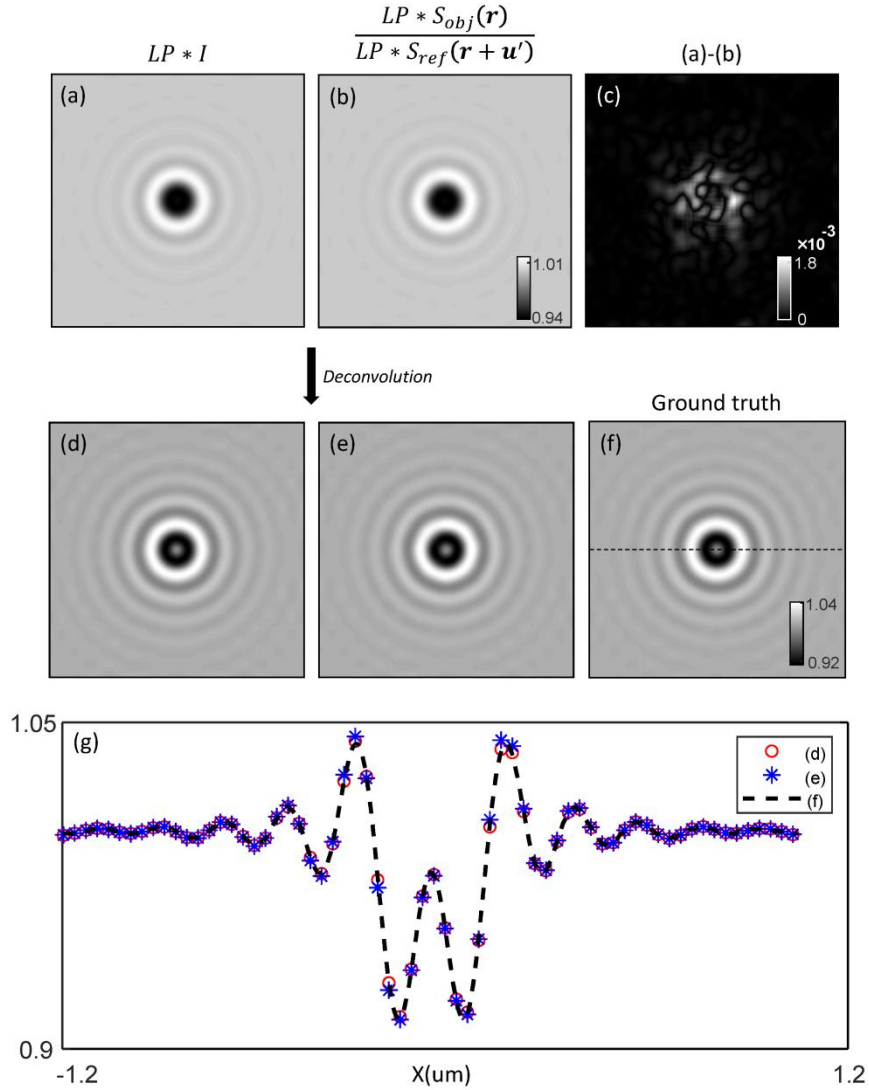 LP ∗ I
LP ∗ S_obj(r)
LP ∗ S_ref(r + u′)
(a)-(b)
(a)
(b)
(c)
1.01
0.94
×10⁻³
1.8
0
Deconvolution
Ground truth
(d)
(e)
(f)
1.04
0.92
1.05
(g)
(d)
(e)
(f)
0.9
-1.2
X(um)
1.2